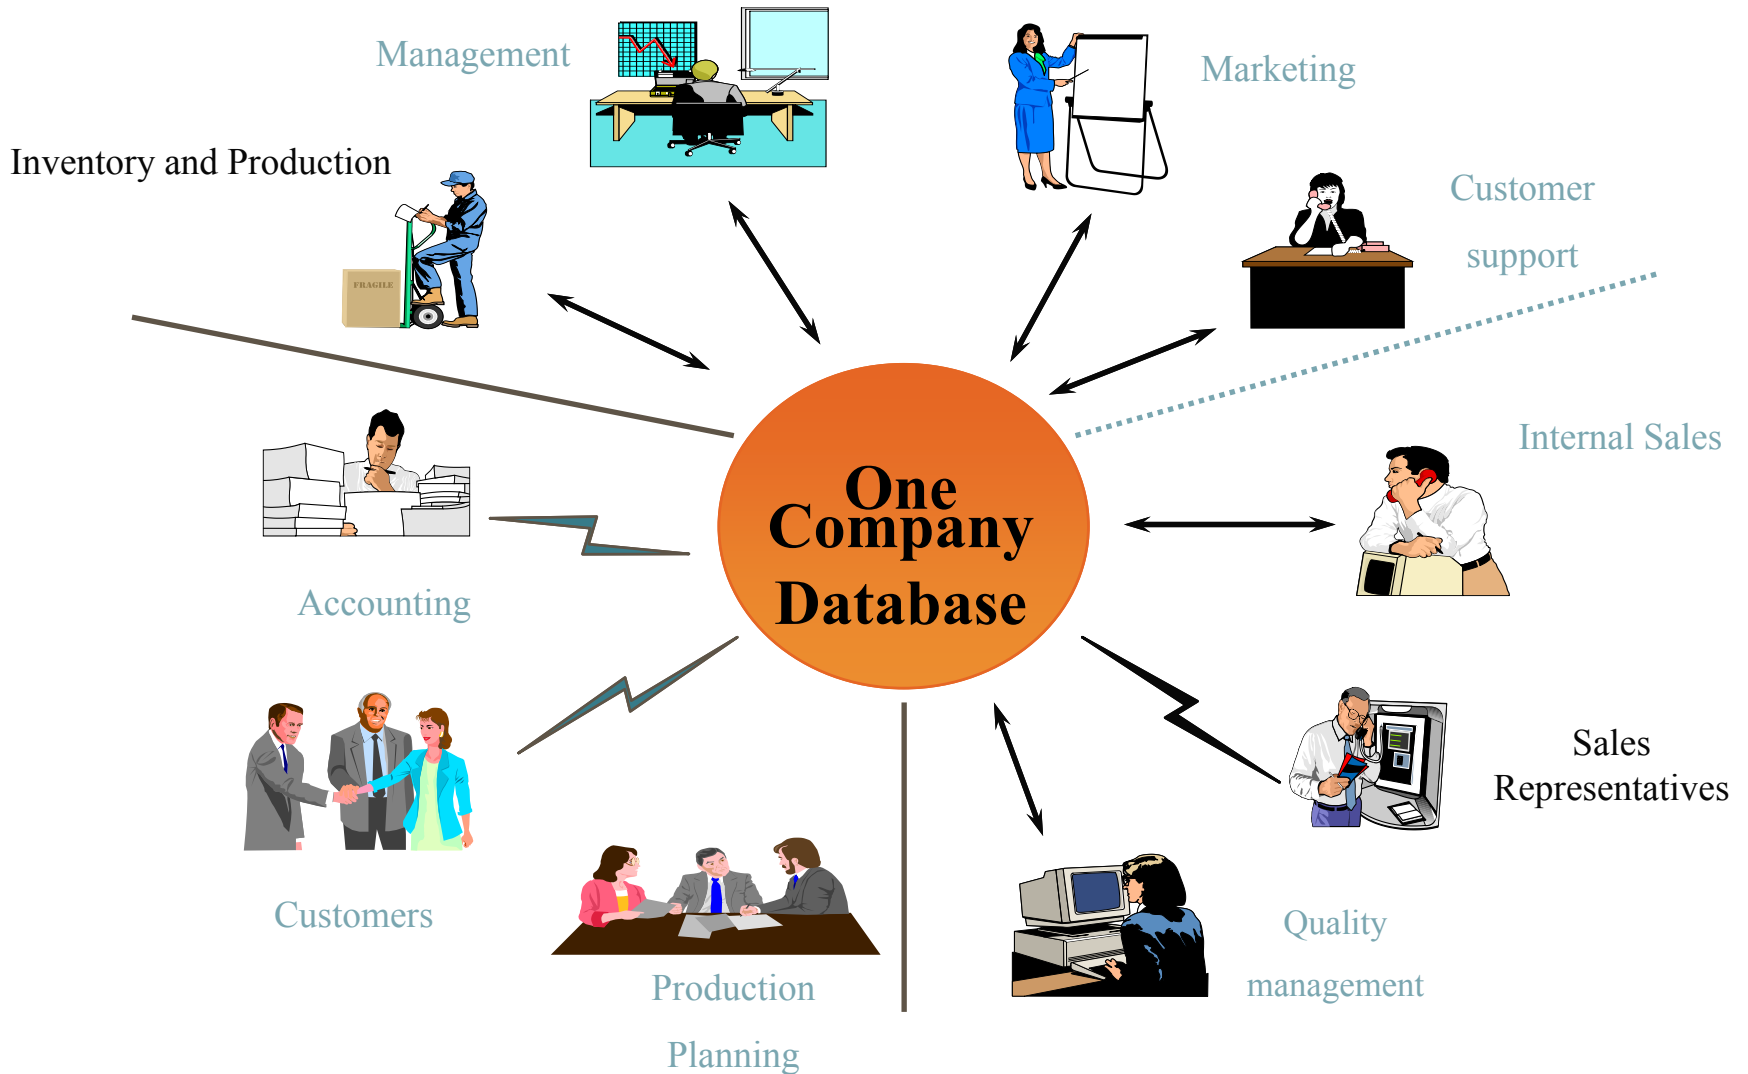 Management
Marketing
Inventory and Production
Customer
support
FRAGILE
Internal Sales
One
Company
Database
Accounting
Sales
Representatives
Customers
Quality
management
Production
Planning